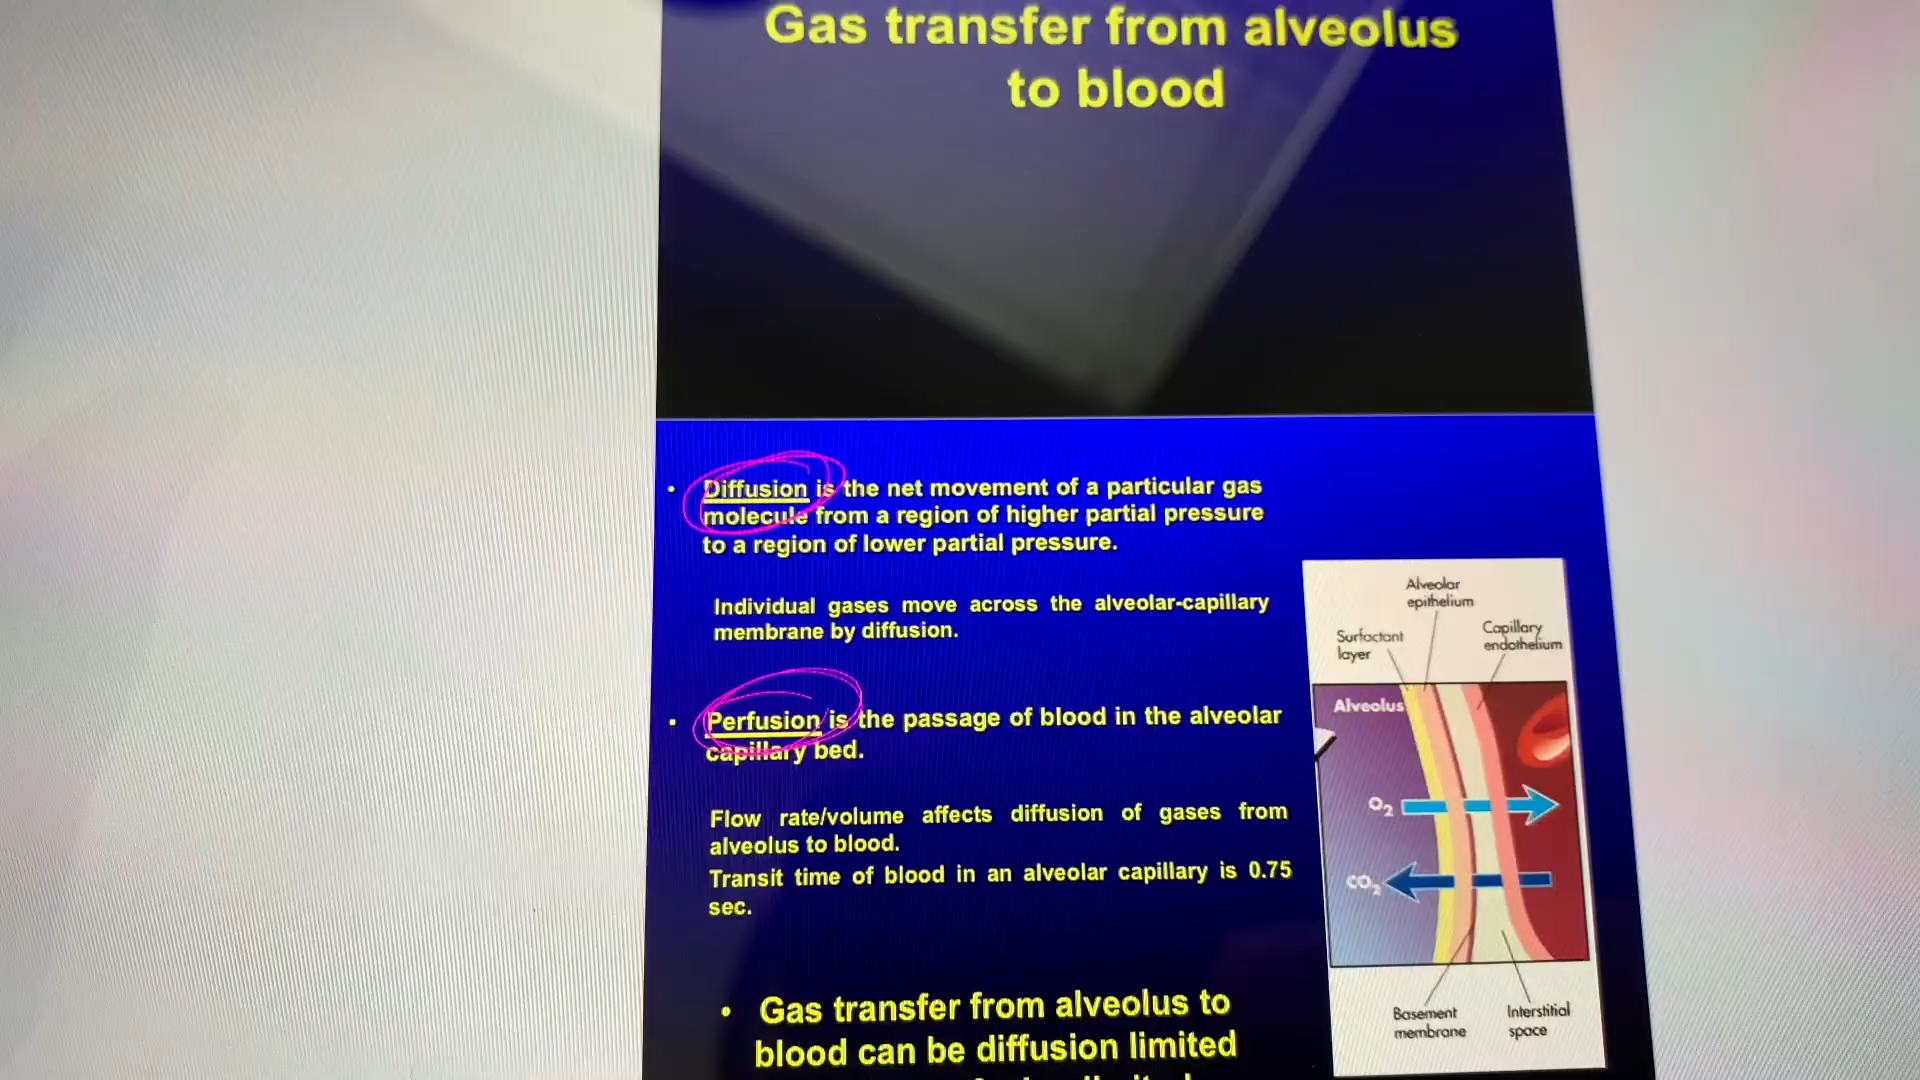 Gas transfer from alveolus
to blood
• Diffusion is the net movement of a particular gas
molecule from a region of higher partial pressure
to a region of lower partial pressure.
Individual gases move across the alveolar-capillary
membrane by diffusion.
• Perfusion is the passage of blood in the alveolar
capillary bed.
Flow rate/volume affects diffusion of gases from
alveolus to blood.
Transit time of blood in an alveolar capillary is 0.75
sec.
• Gas transfer from alveolus to
blood can be diffusion limited
Alveolar
epithelium
Surfactant
layer
Capillary
endothelium
Alveolus
O₂
CO₂
Basement
membrane
Interstitial
space